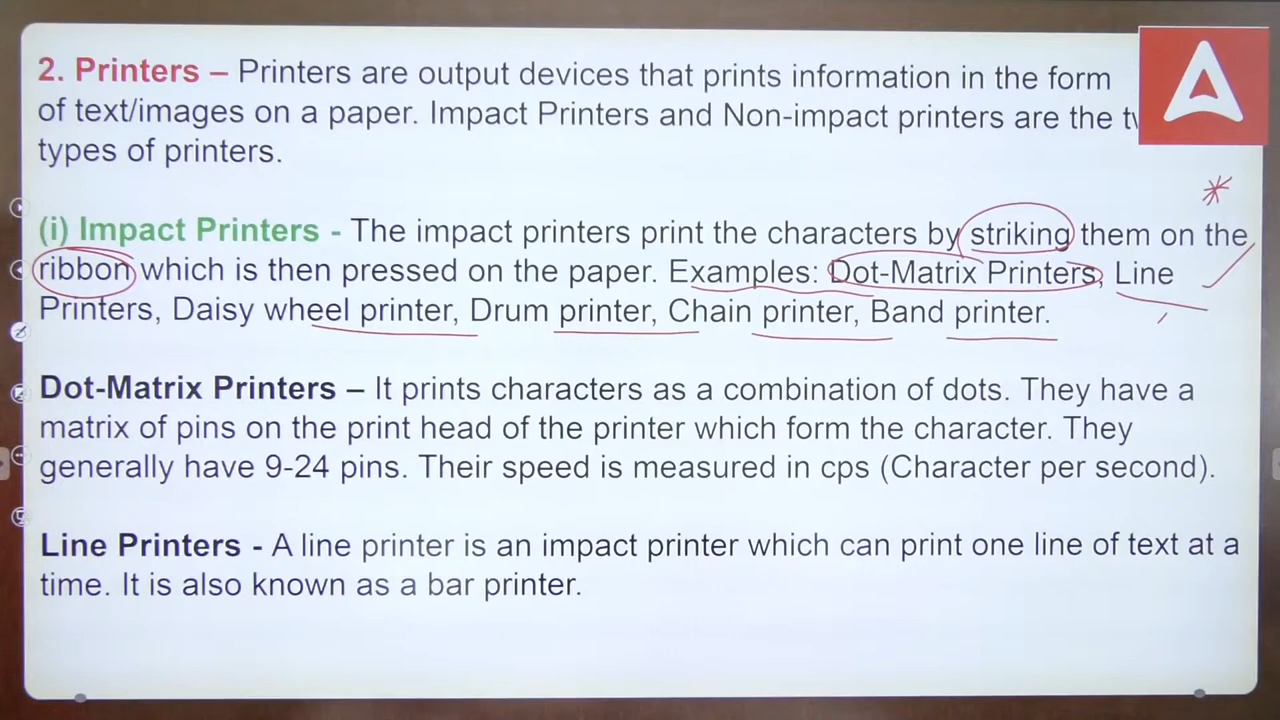 2. Printers – Printers are output devices that prints information in the form
of text/images on a paper. Impact Printers and Non-impact printers are the
types of printers.
(i) Impact Printers - The impact printers print the characters by striking them on the
ribbon which is then pressed on the paper. Examples: Dot-Matrix Printers, Line
Printers, Daisy wheel printer, Drum printer, Chain printer, Band printer.
Dot-Matrix Printers – It prints characters as a combination of dots. They have a
matrix of pins on the print head of the printer which form the character. They
generally have 9-24 pins. Their speed is measured in cps (Character per second).
Line Printers - A line printer is an impact printer which can print one line of text at a
time. It is also known as a bar printer.